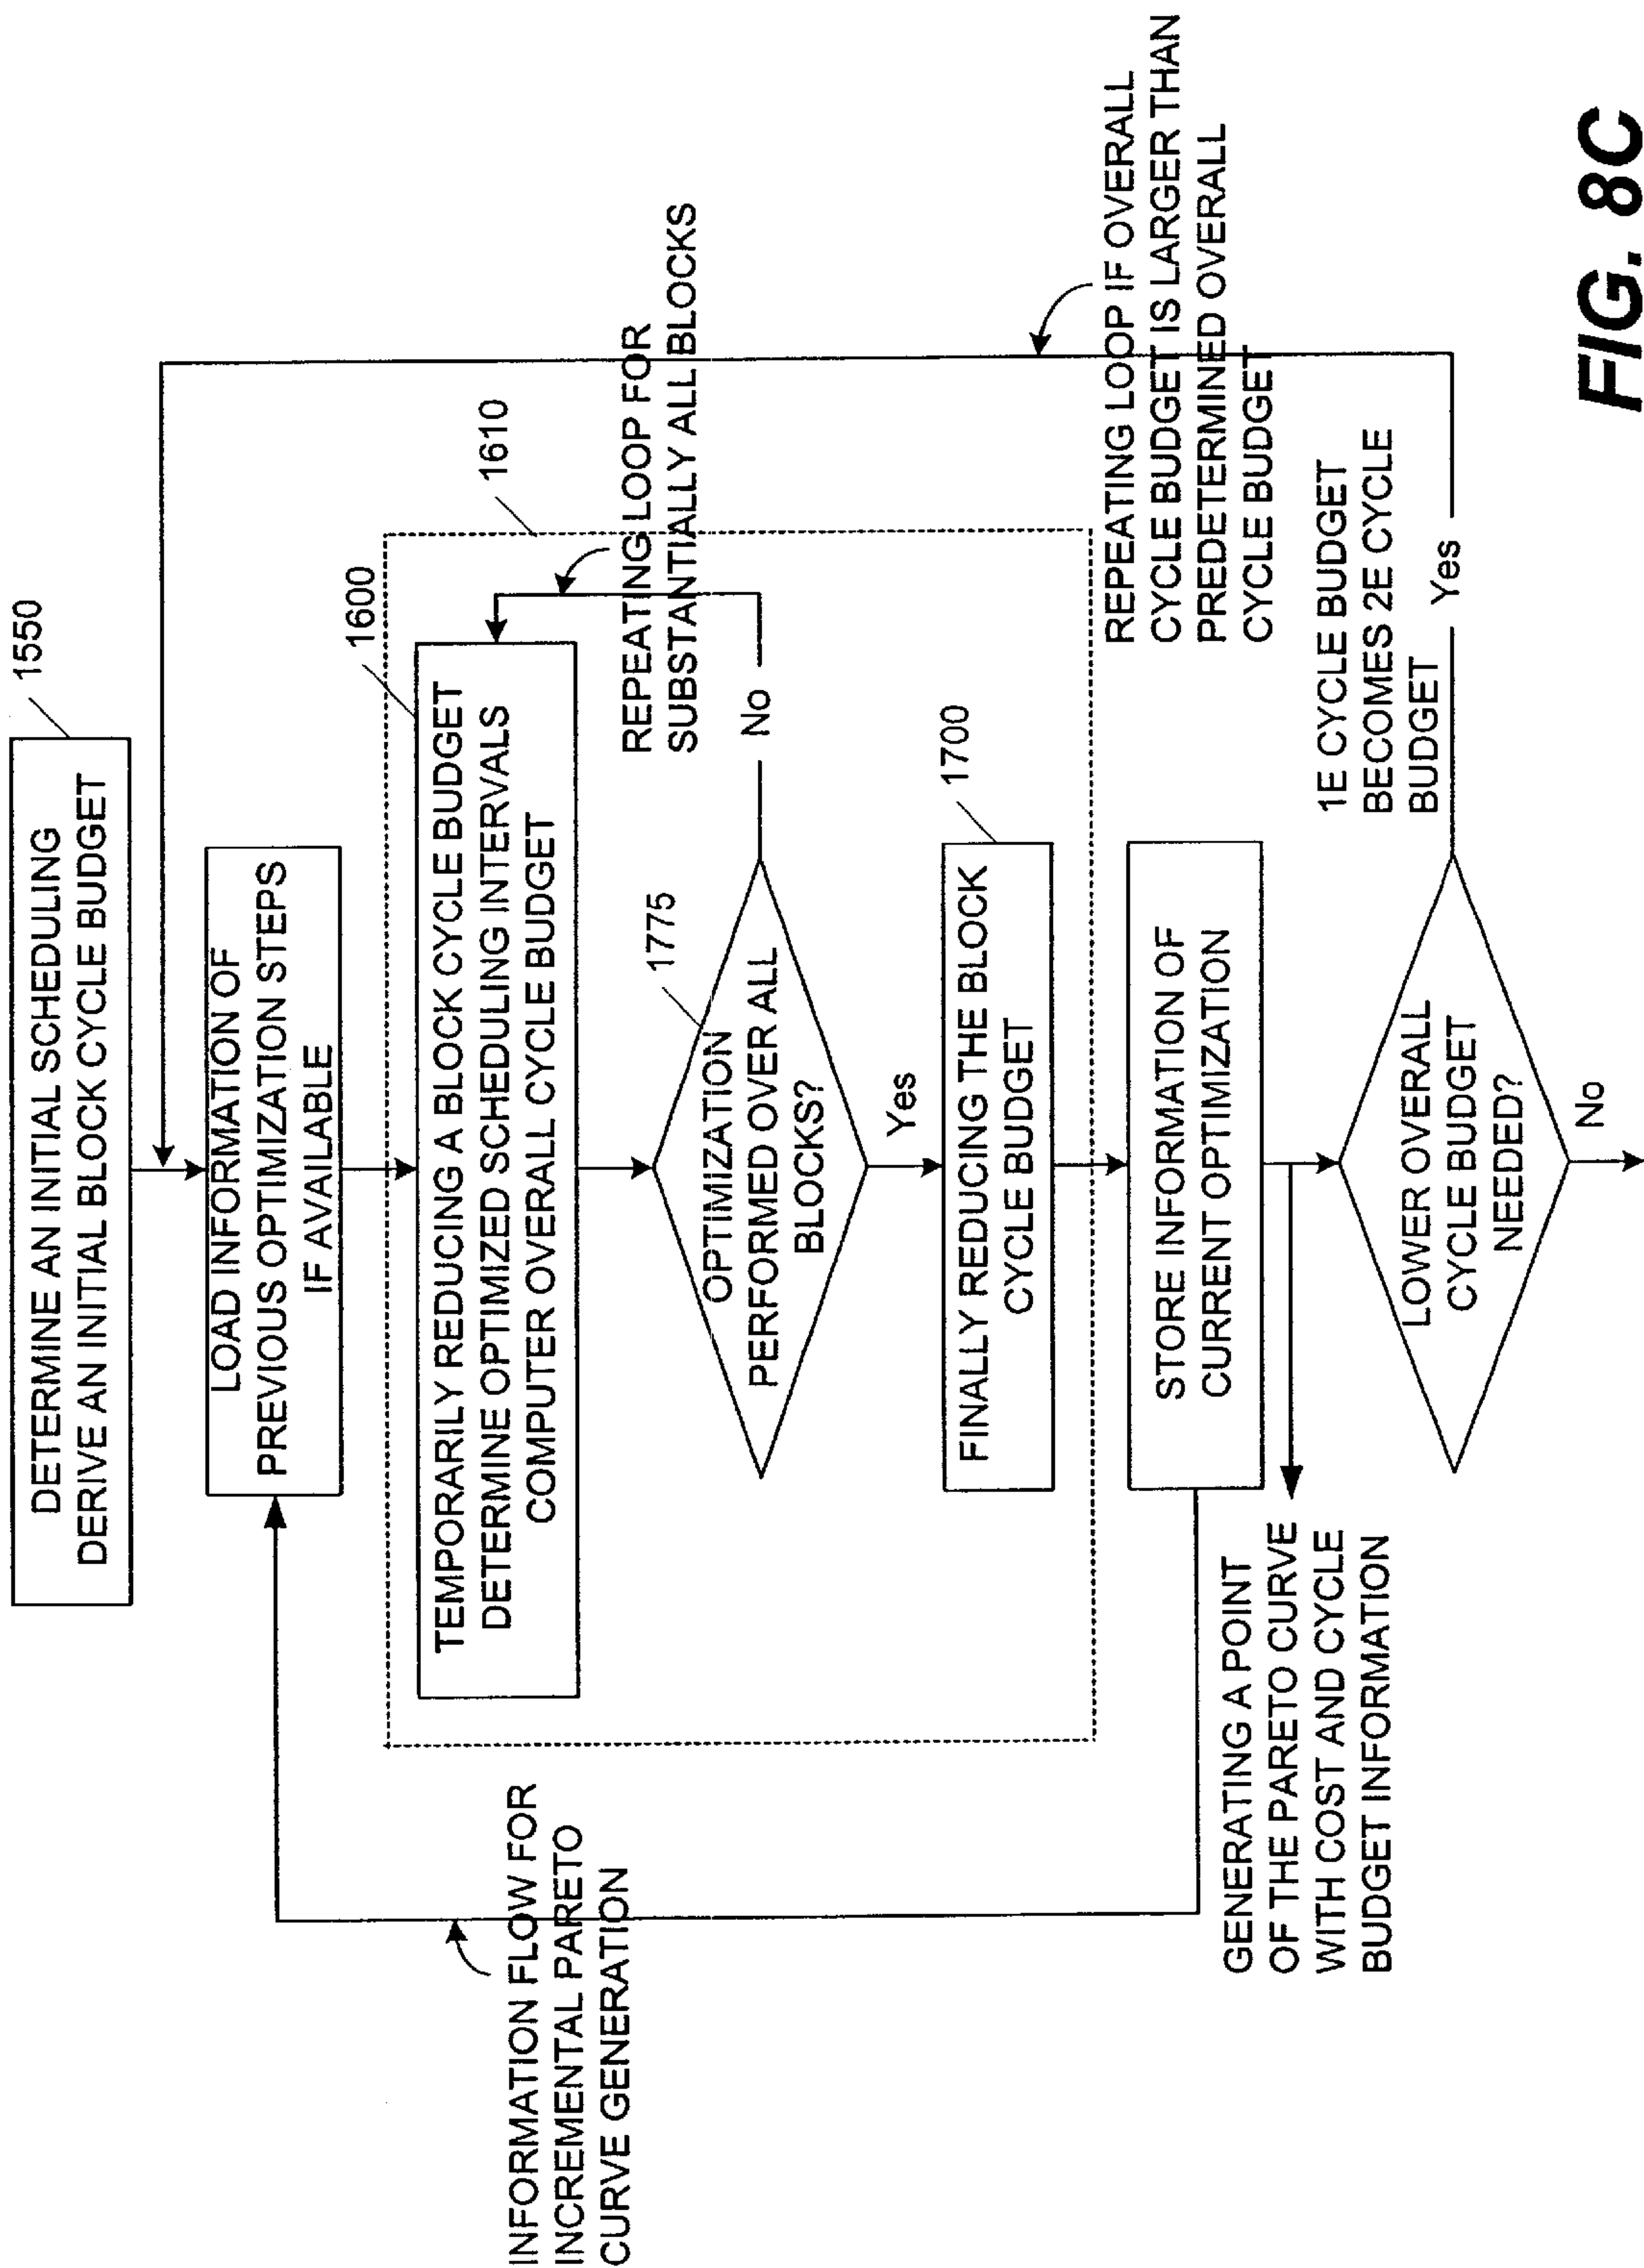 1550
DETERMINE AN INITIAL SCHEDULING
DERIVE AN INITIAL BLOCK CYCLE BUDGET
LOAD INFORMATION OF
PREVIOUS OPTIMIZATION STEPS
IF AVAILABLE
INFORMATION FLOW FOR
INCREMENTAL PARETO
CURVE GENERATION
1600
1610
TEMPORARILY REDUCING A BLOCK CYCLE BUDGET
DETERMINE OPTIMIZED SCHEDULING INTERVALS
COMPUTER OVERALL CYCLE BUDGET
REPEATING LOOP FOR
SUBSTANTIALLY ALL BLOCKS
1775
OPTIMIZATION
PERFORMED OVER ALL
BLOCKS?
No
Yes
1700
FINALLY REDUCING THE BLOCK
CYCLE BUDGET
REPEATING LOOP IF OVERALL
CYCLE BUDGET IS LARGER THAN
PREDETERMINED OVERALL
CYCLE BUDGET
STORE INFORMATION OF
CURRENT OPTIMIZATION
GENERATING A POINT
OF THE PARETO CURVE
WITH COST AND CYCLE
BUDGET INFORMATION
1E CYCLE BUDGET
BECOMES 2E CYCLE
BUDGET
Yes
LOWER OVERALL
CYCLE BUDGET
NEEDED?
No
FIG. 8C